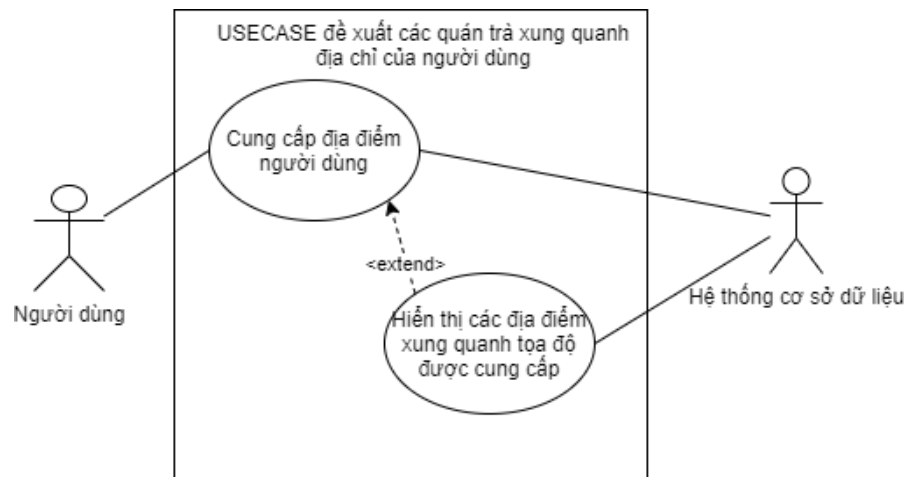 USECASE đề xuất các quán trà xung quanh
địa chỉ của người dùng
Cung cấp địa điểm
người dùng
<extend>
Người dùng
Hệ thống cơ sở dữ liệu
Hiển thị các địa điểm
xung quanh tọa độ
được cung cấp